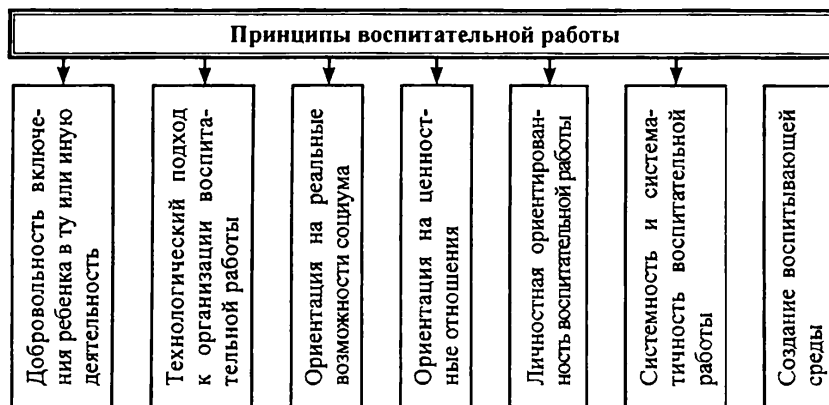 Принципы воспитательной работы
Добровольность включе-
ния ребенка в ту или иную
деятельность
Технологический подход
к организации воспита-
тельной работы
Ориентация на реальные
возможности социума
Ориентация на ценност-
ные отношения
Личностная ориентирован-
ность воспитательной работы
Системность и система-
тичность воспитательной
работы
Создание воспитывающей
среды